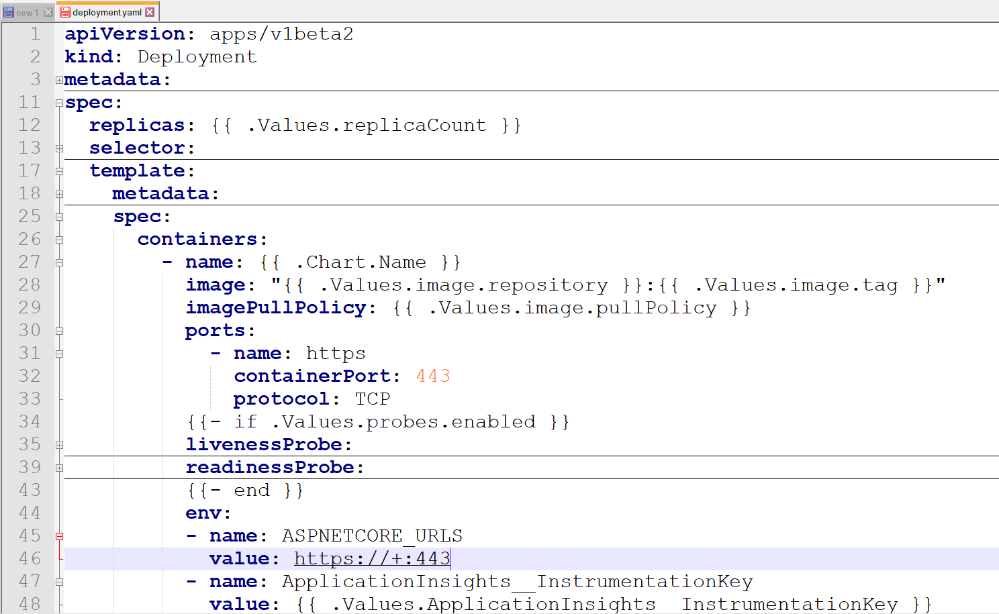 new 1
deployment.yaml
1 apiVersion: apps/v1beta2
2 kind: Deployment
3 metadata:
11 spec:
12   replicas: {{ .Values.replicaCount }}
13   selector:
17   template:
18     metadata:
25     spec:
26       containers:
27         - name: {{ .Chart.Name }}
28           image: "{{ .Values.image.repository }}:{{ .Values.image.tag }}"
29           imagePullPolicy: {{ .Values.image.pullPolicy }}
30           ports:
31             - name: https
32               containerPort: 443
33               protocol: TCP
34           {{- if .Values.probes.enabled }}
35           livenessProbe:
39           readinessProbe:
43           {{- end }}
44           env:
45           - name: ASPNETCORE_URLS
46             value: https://+:443
47           - name: ApplicationInsights__InstrumentationKey
48             value: {{ .Values.ApplicationInsights__InstrumentationKey }}